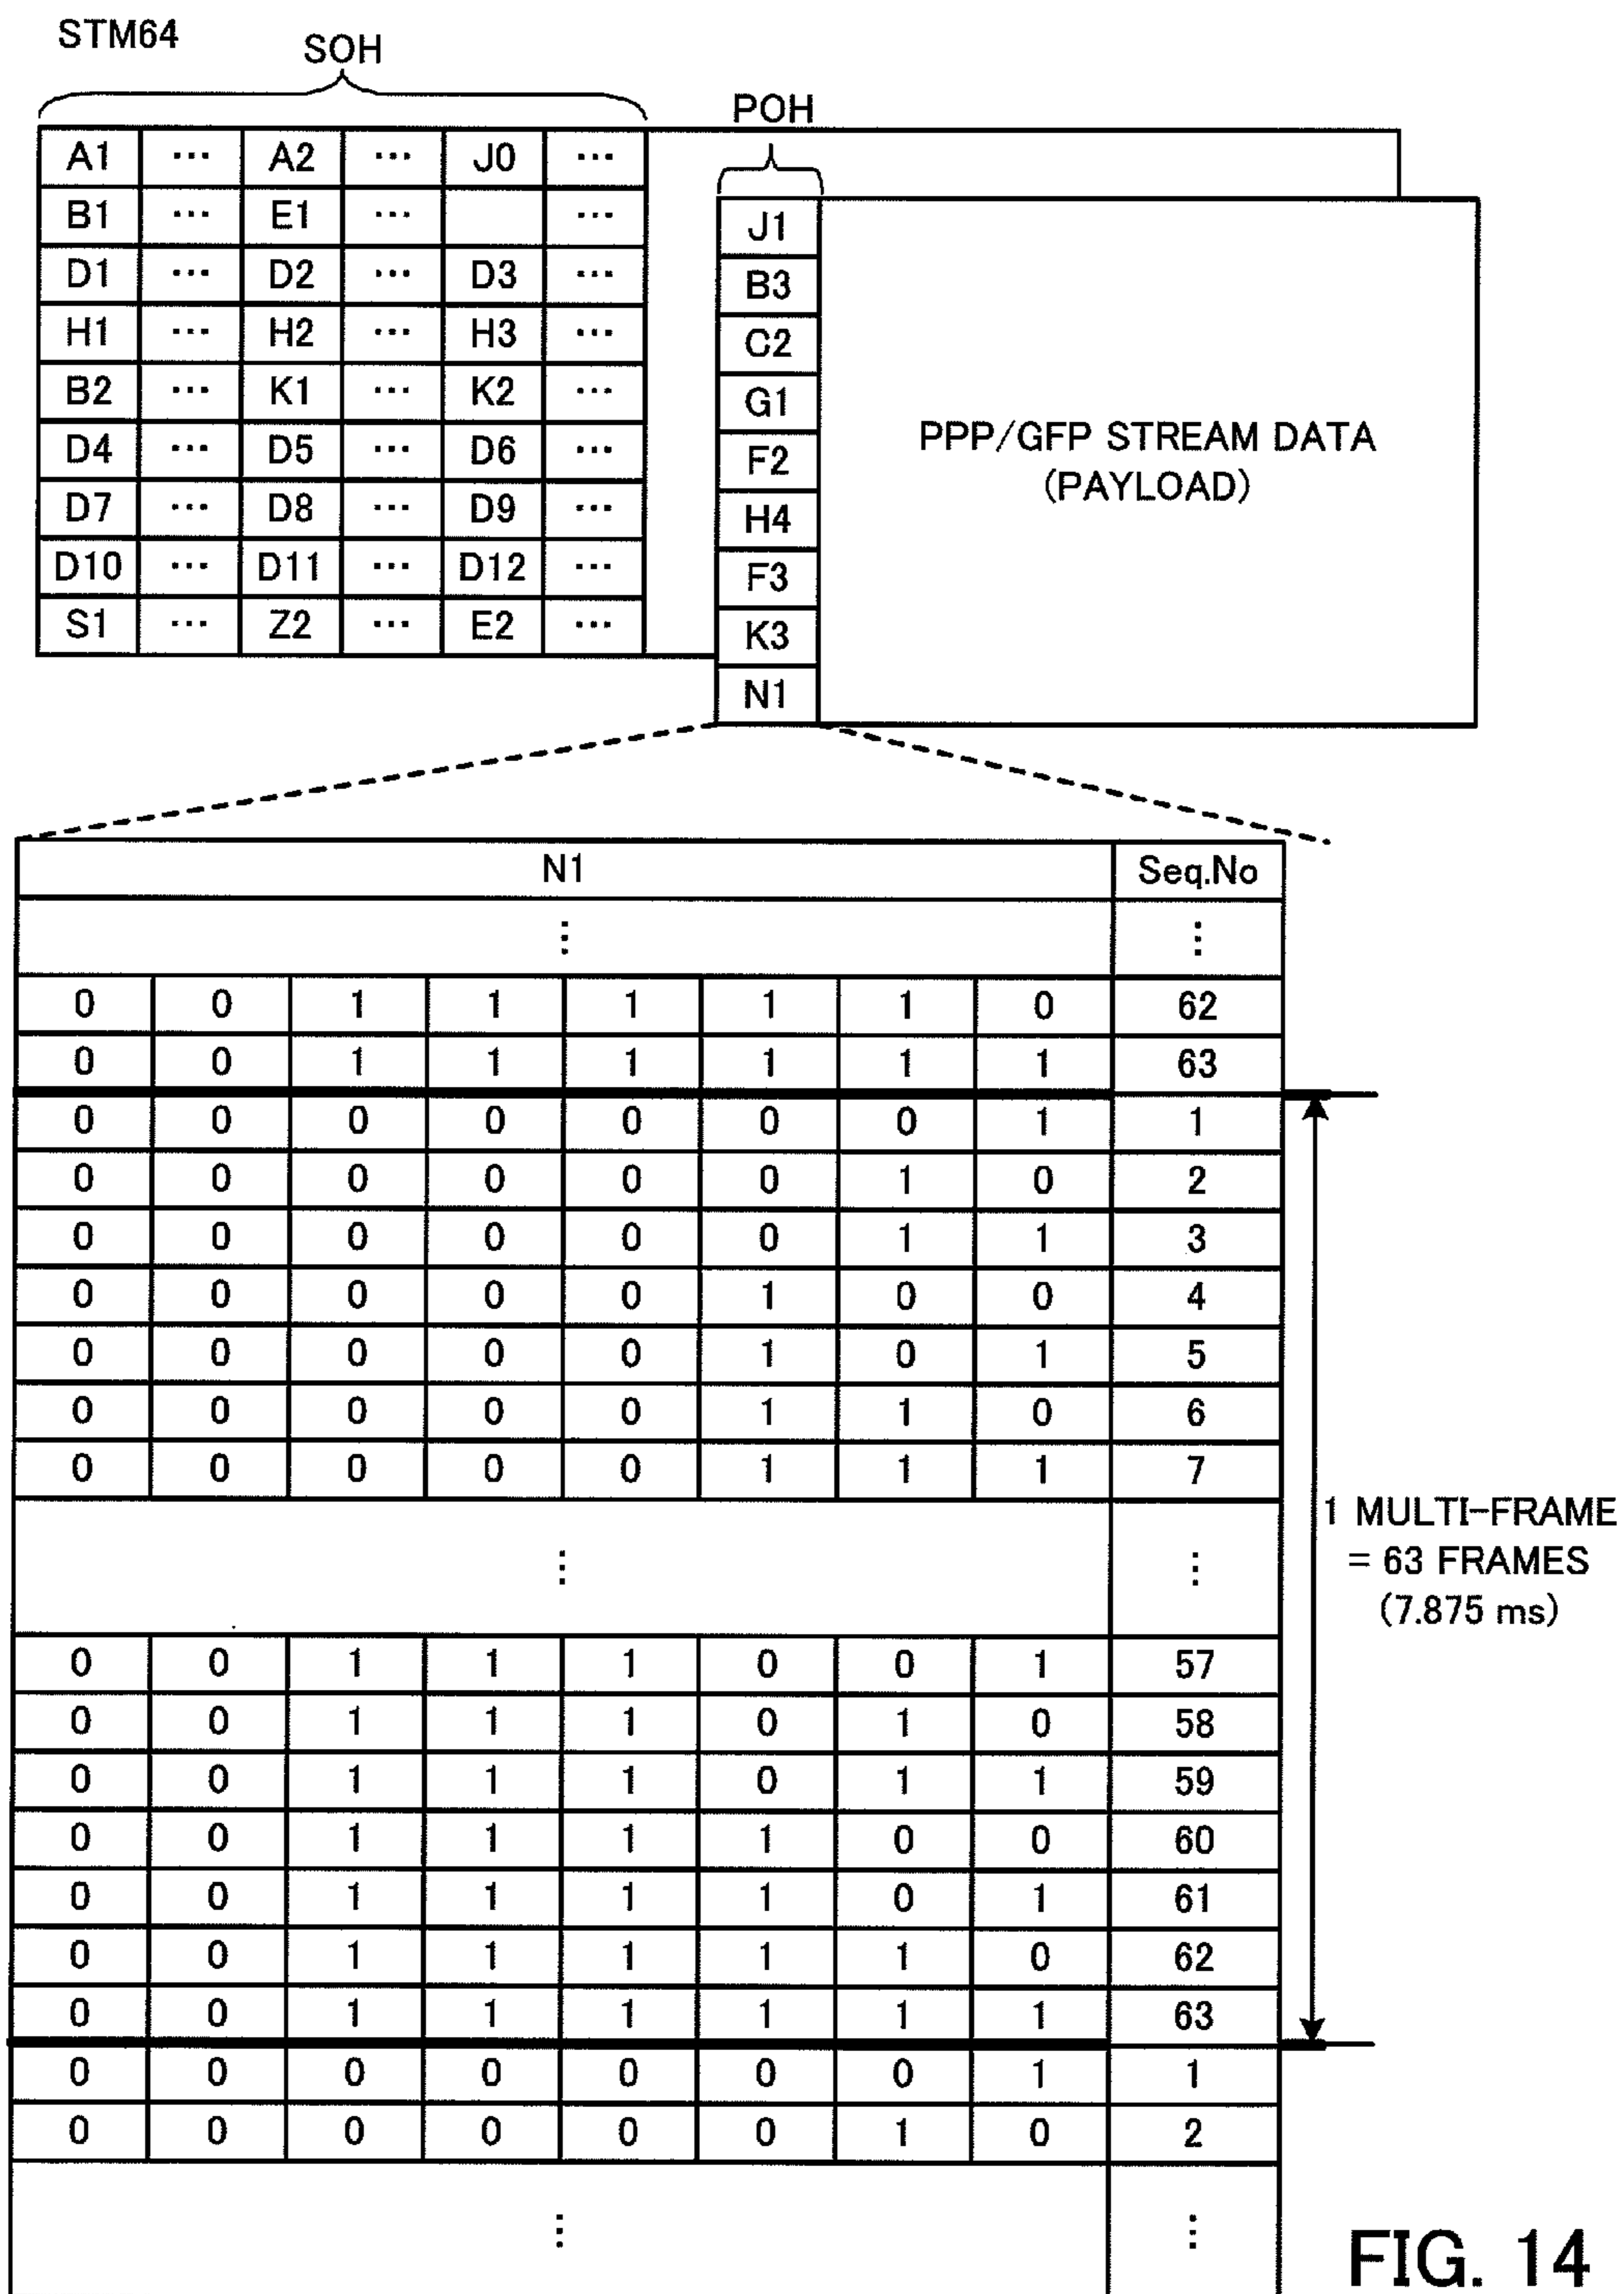 STM64
SOH
A1 ... A2 ... J0 ...
B1 ... E1 ... ...
D1 ... D2 ... D3 ...
H1 ... H2 ... H3 ...
B2 ... K1 ... K2 ...
D4 ... D5 ... D6 ...
D7 ... D8 ... D9 ...
D10 ... D11 ... D12 ...
S1 ... Z2 ... E2 ...
POH
J1
B3
C2
G1
F2
H4
F3
K3
N1
PPP/GFP STREAM DATA
(PAYLOAD)
N1 Seq.No
⋮ ⋮
0 0 1 1 1 1 1 0 62
0 0 1 1 1 1 1 1 63
0 0 0 0 0 0 0 1 1
0 0 0 0 0 0 1 0 2
0 0 0 0 0 0 1 1 3
0 0 0 0 0 1 0 0 4
0 0 0 0 0 1 0 1 5
0 0 0 0 0 1 1 0 6
0 0 0 0 0 1 1 1 7
⋮ ⋮
0 0 1 1 1 0 0 1 57
0 0 1 1 1 0 1 0 58
0 0 1 1 1 0 1 1 59
0 0 1 1 1 1 0 0 60
0 0 1 1 1 1 0 1 61
0 0 1 1 1 1 1 0 62
0 0 1 1 1 1 1 1 63
0 0 0 0 0 0 0 1 1
0 0 0 0 0 0 1 0 2
⋮ ⋮
1 MULTI-FRAME
= 63 FRAMES
(7.875 ms)
FIG. 14